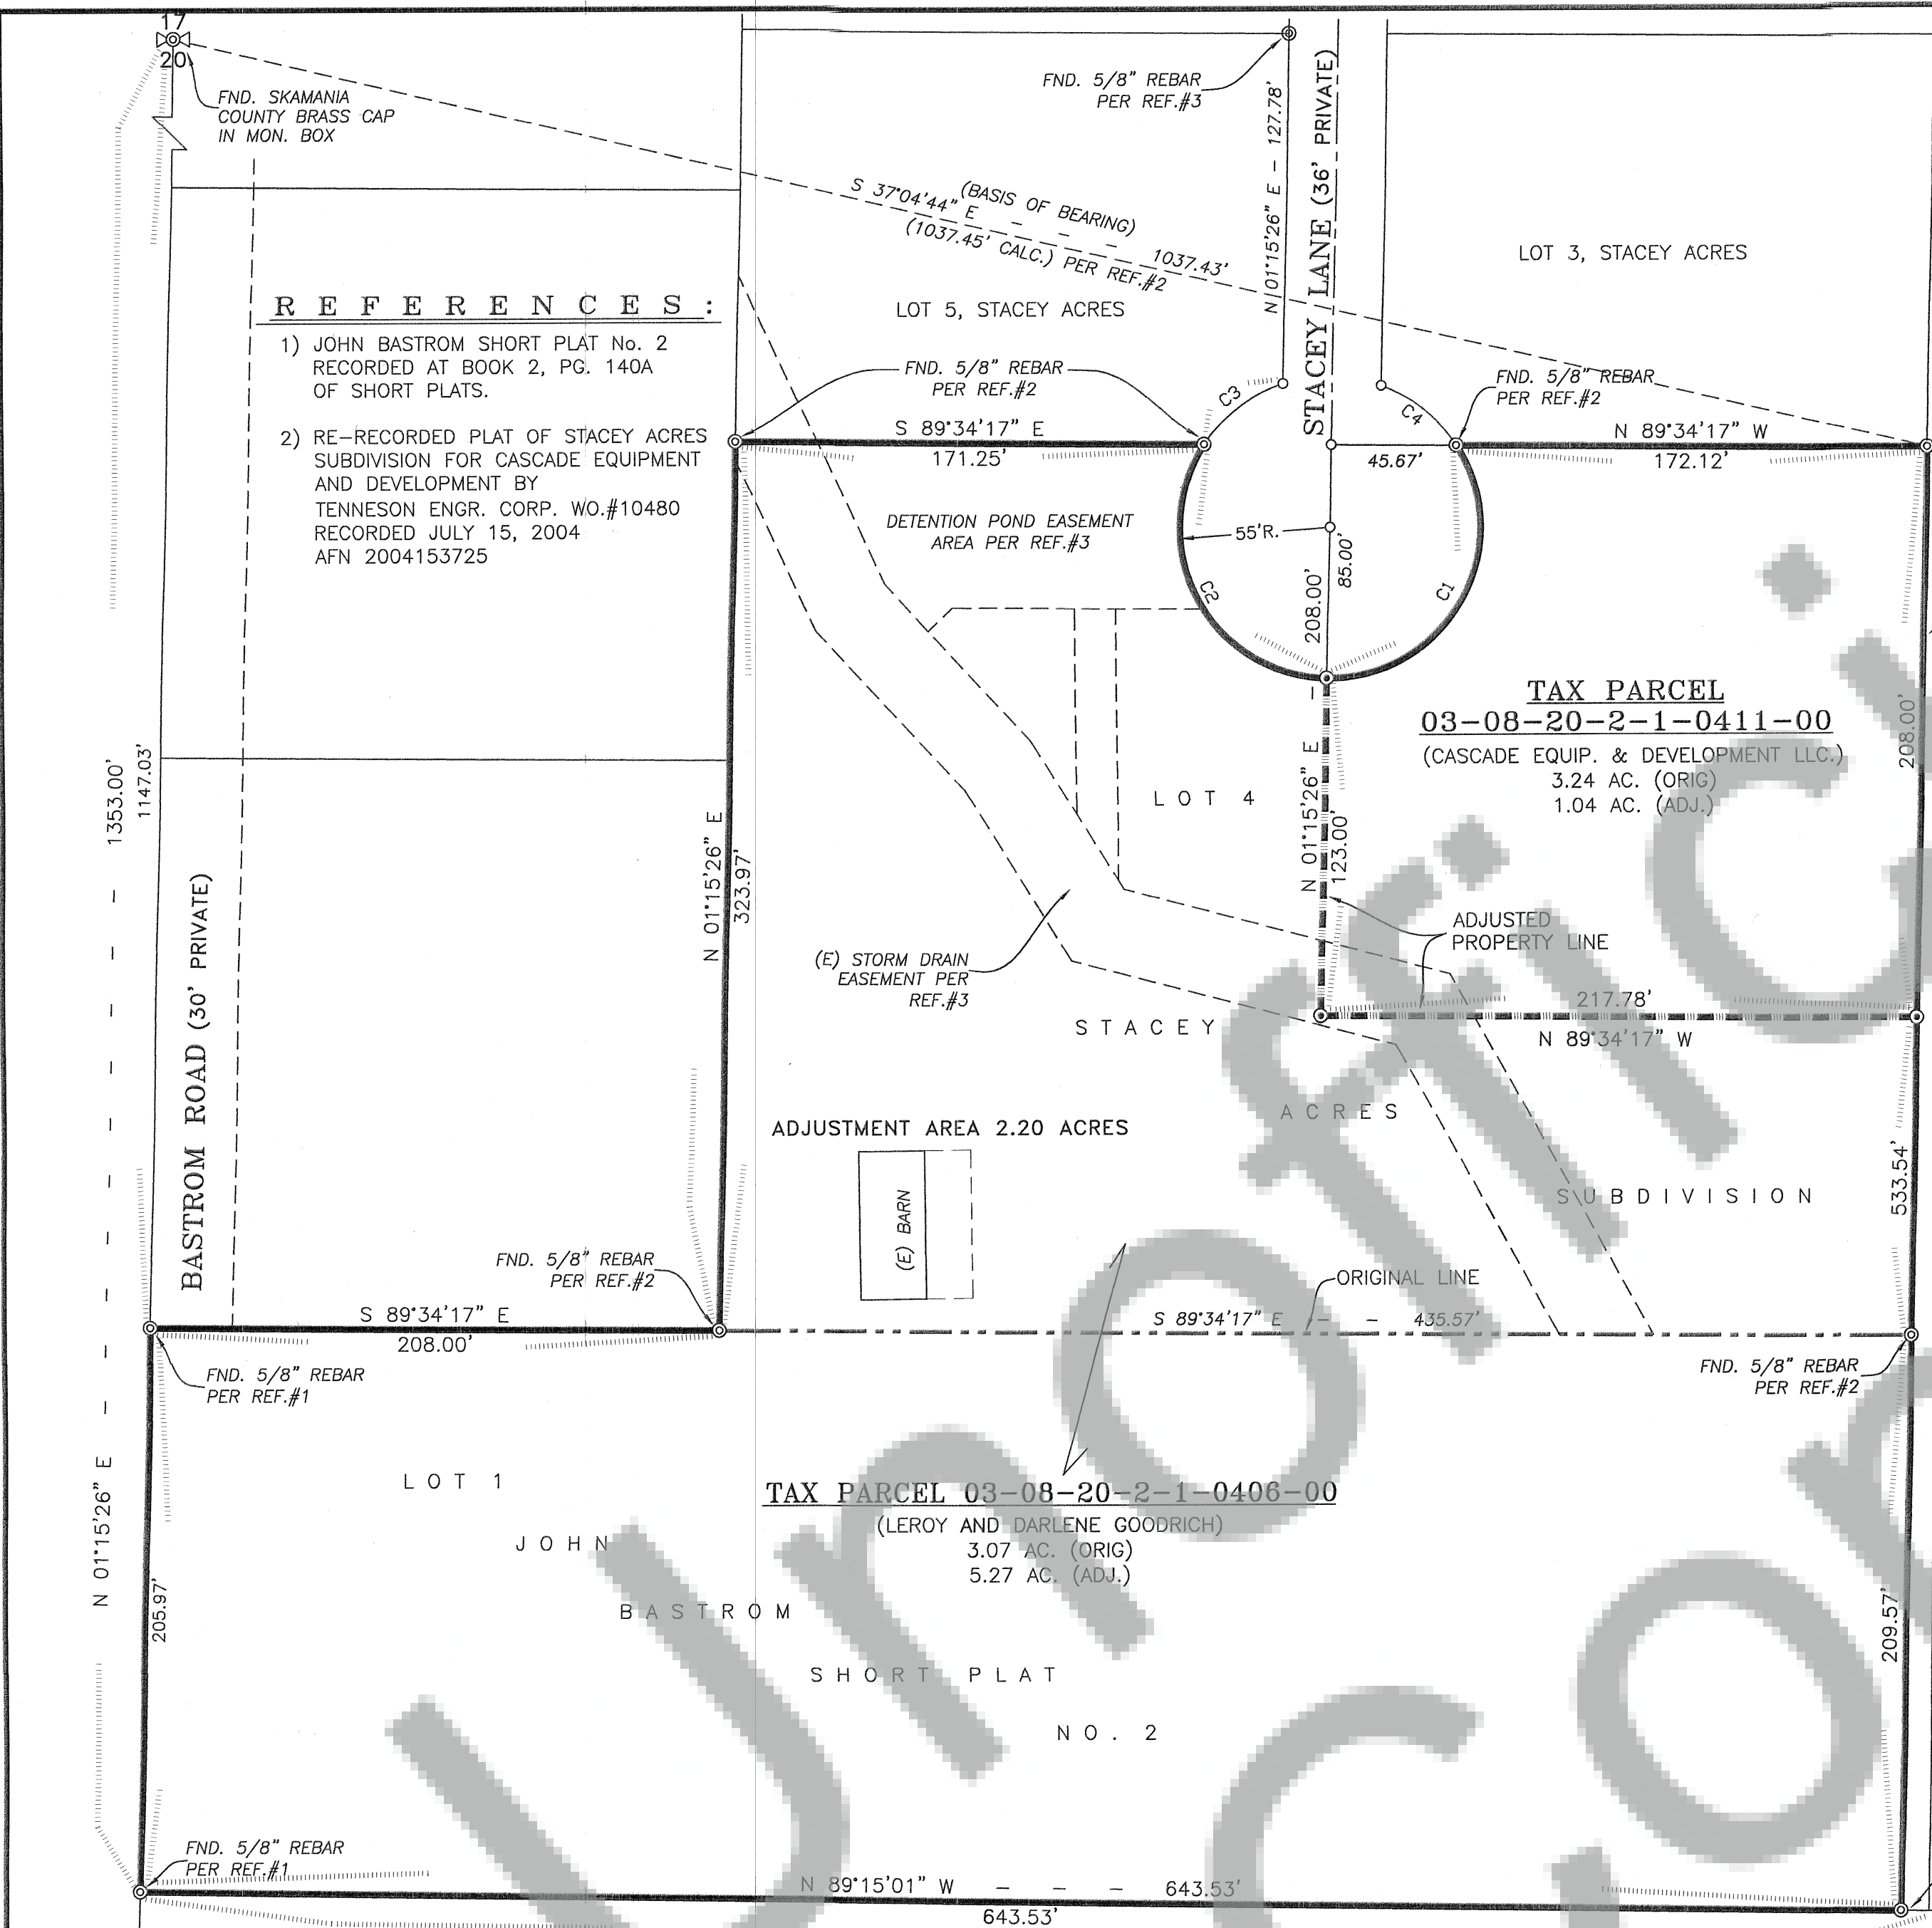 17
20
FND. SKAMANIA
COUNTY BRASS CAP
IN MON. BOX
FND. 5/8" REBAR
PER REF.#3
N 01°15'26" E - 127.78'
STACEY LANE (36' PRIVATE)
S 37°04'44" E - - - 1037.43'
(BASIS OF BEARING)
(1037.45' CALC.) PER REF.#2
LOT 3, STACEY ACRES
LOT 5, STACEY ACRES
REFERENCES:
1) JOHN BASTROM SHORT PLAT No. 2
RECORDED AT BOOK 2, PG. 140A
OF SHORT PLATS.
2) RE-RECORDED PLAT OF STACEY ACRES
SUBDIVISION FOR CASCADE EQUIPMENT
AND DEVELOPMENT BY
TENNESON ENGR. CORP. WO.#10480
RECORDED JULY 15, 2004
AFN 2004153725
FND. 5/8" REBAR
PER REF.#2
FND. 5/8" REBAR
PER REF.#2
C3
C4
S 89°34'17" E
171.25'
45.67'
N 89°34'17" W
172.12'
DETENTION POND EASEMENT
AREA PER REF.#3
55'R.
85.00'
C2
C1
N 01°15'26" E - 208.00'
123.00'
TAX PARCEL
03-08-20-2-1-0411-00
(CASCADE EQUIP. & DEVELOPMENT LLC.)
3.24 AC. (ORIG)
1.04 AC. (ADJ.)
208.00'
LOT 4
1353.00'
1147.03'
N 01°15'26" E
323.97'
BASTROM ROAD (30' PRIVATE)
ADJUSTED
PROPERTY LINE
(E) STORM DRAIN
EASEMENT PER
REF.#3
217.78'
N 89°34'17" W
STACEY
ACRES
SUBDIVISION
533.54'
ADJUSTMENT AREA 2.20 ACRES
(E) BARN
FND. 5/8" REBAR
PER REF.#2
ORIGINAL LINE
S 89°34'17" E
208.00'
S 89°34'17" E - - 435.57'
FND. 5/8" REBAR
PER REF.#1
FND. 5/8" REBAR
PER REF.#2
LOT 1
TAX PARCEL 03-08-20-2-1-0406-00
(LEROY AND DARLENE GOODRICH)
3.07 AC. (ORIG)
5.27 AC. (ADJ.)
JOHN
BASTROM
SHORT PLAT
NO. 2
N 01°15'26" E
205.97'
209.57'
FND. 5/8" REBAR
PER REF.#1
N 89°15'01" W - - - 643.53'
643.53'